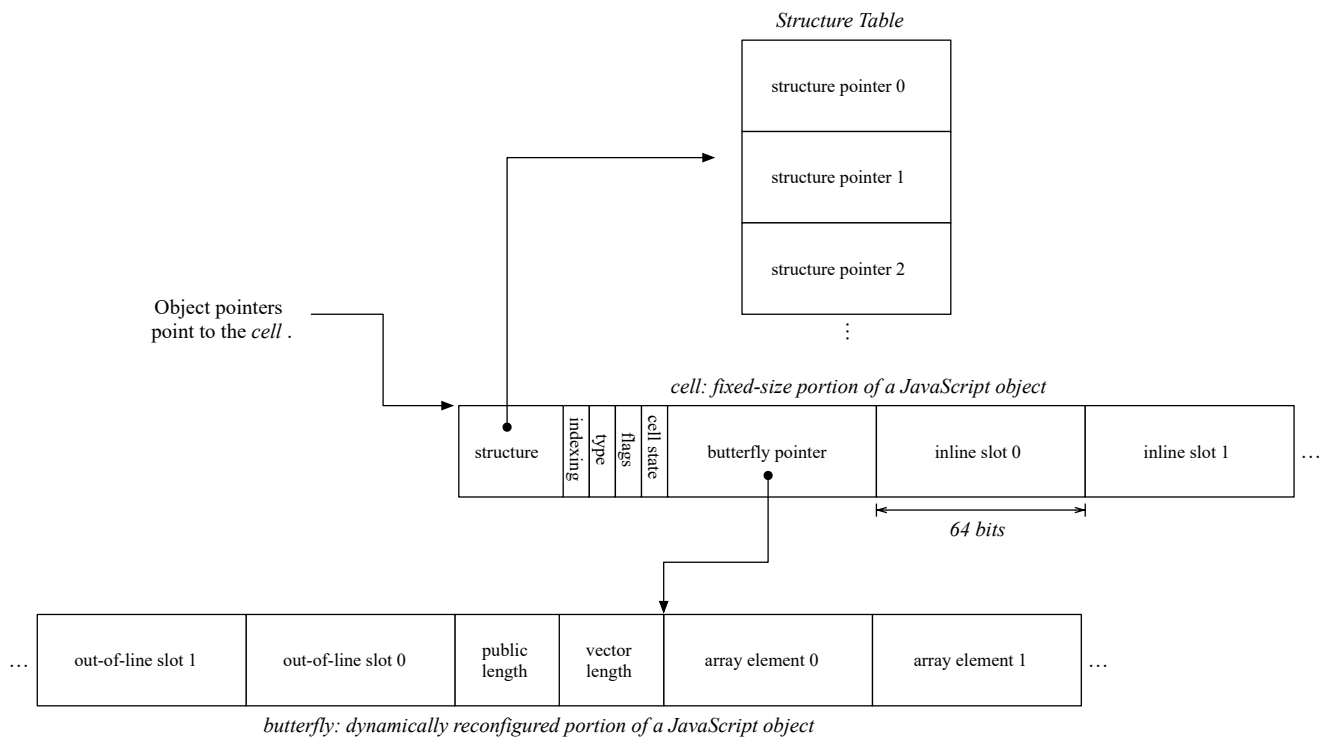 Structure Table
structure pointer 0
structure pointer 1
structure pointer 2
⋮
Object pointers
point to the cell .
cell: fixed-size portion of a JavaScript object
structure
indexing
type
flags
cell state
butterfly pointer
inline slot 0
inline slot 1
…
64 bits
…
out-of-line slot 1
out-of-line slot 0
public
length
vector
length
array element 0
array element 1
…
butterfly: dynamically reconfigured portion of a JavaScript object